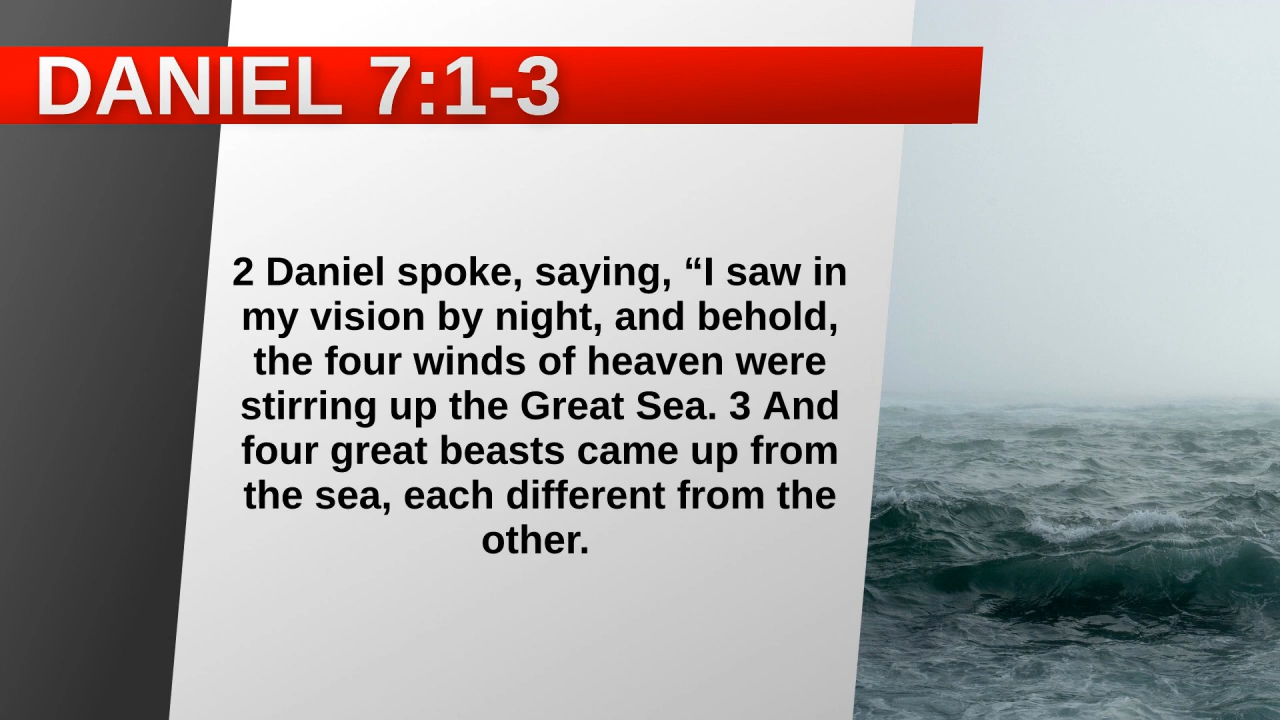 DANIEL 7:1-3
2 Daniel spoke, saying, “I saw in
my vision by night, and behold,
the four winds of heaven were
stirring up the Great Sea. 3 And
four great beasts came up from
the sea, each different from the
other.